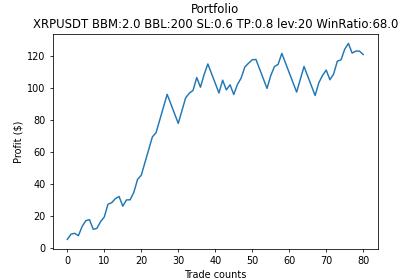 Portfolio
XRPUSDT BBM:2.0 BBL:200 SL:0.6 TP:0.8 lev:20 WinRatio:68.0
Profit ($)
120
100
80
60
40
20
0
0 10 20 30 40 50 60 70 80
Trade counts